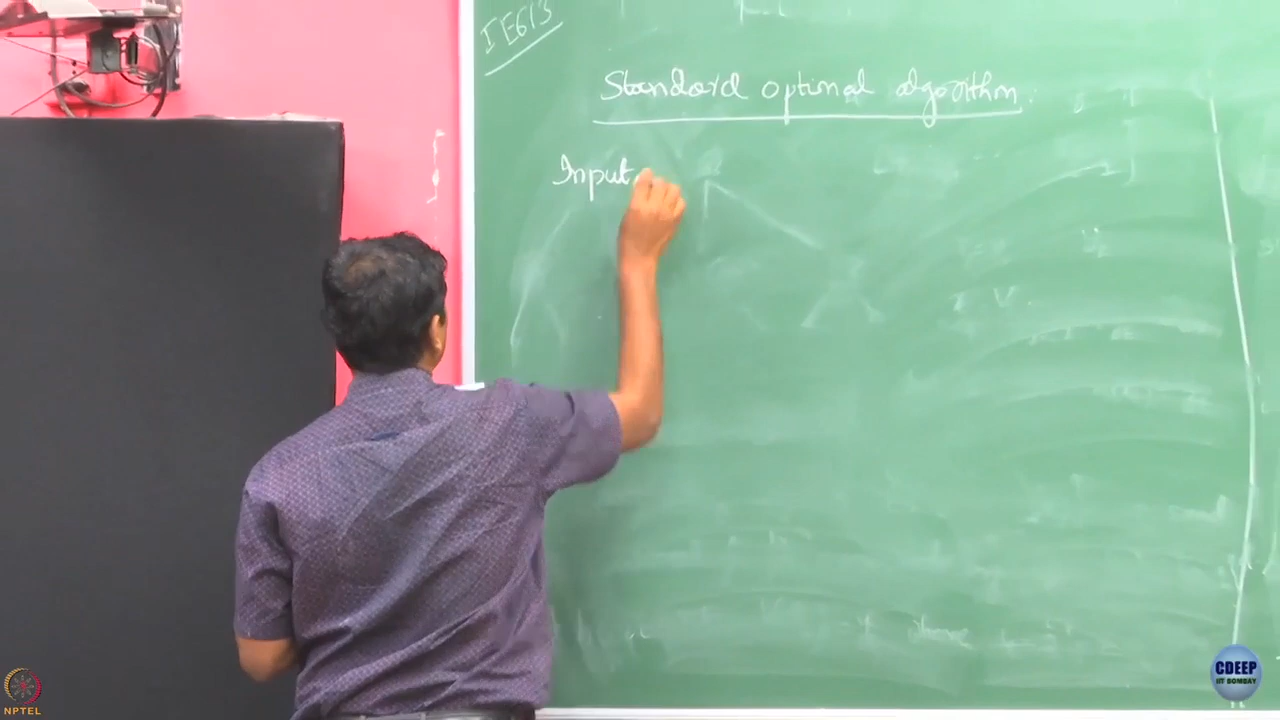 IE613
Standard optimal algorithm
Input
CDEEP
IIT BOMBAY
NPTEL